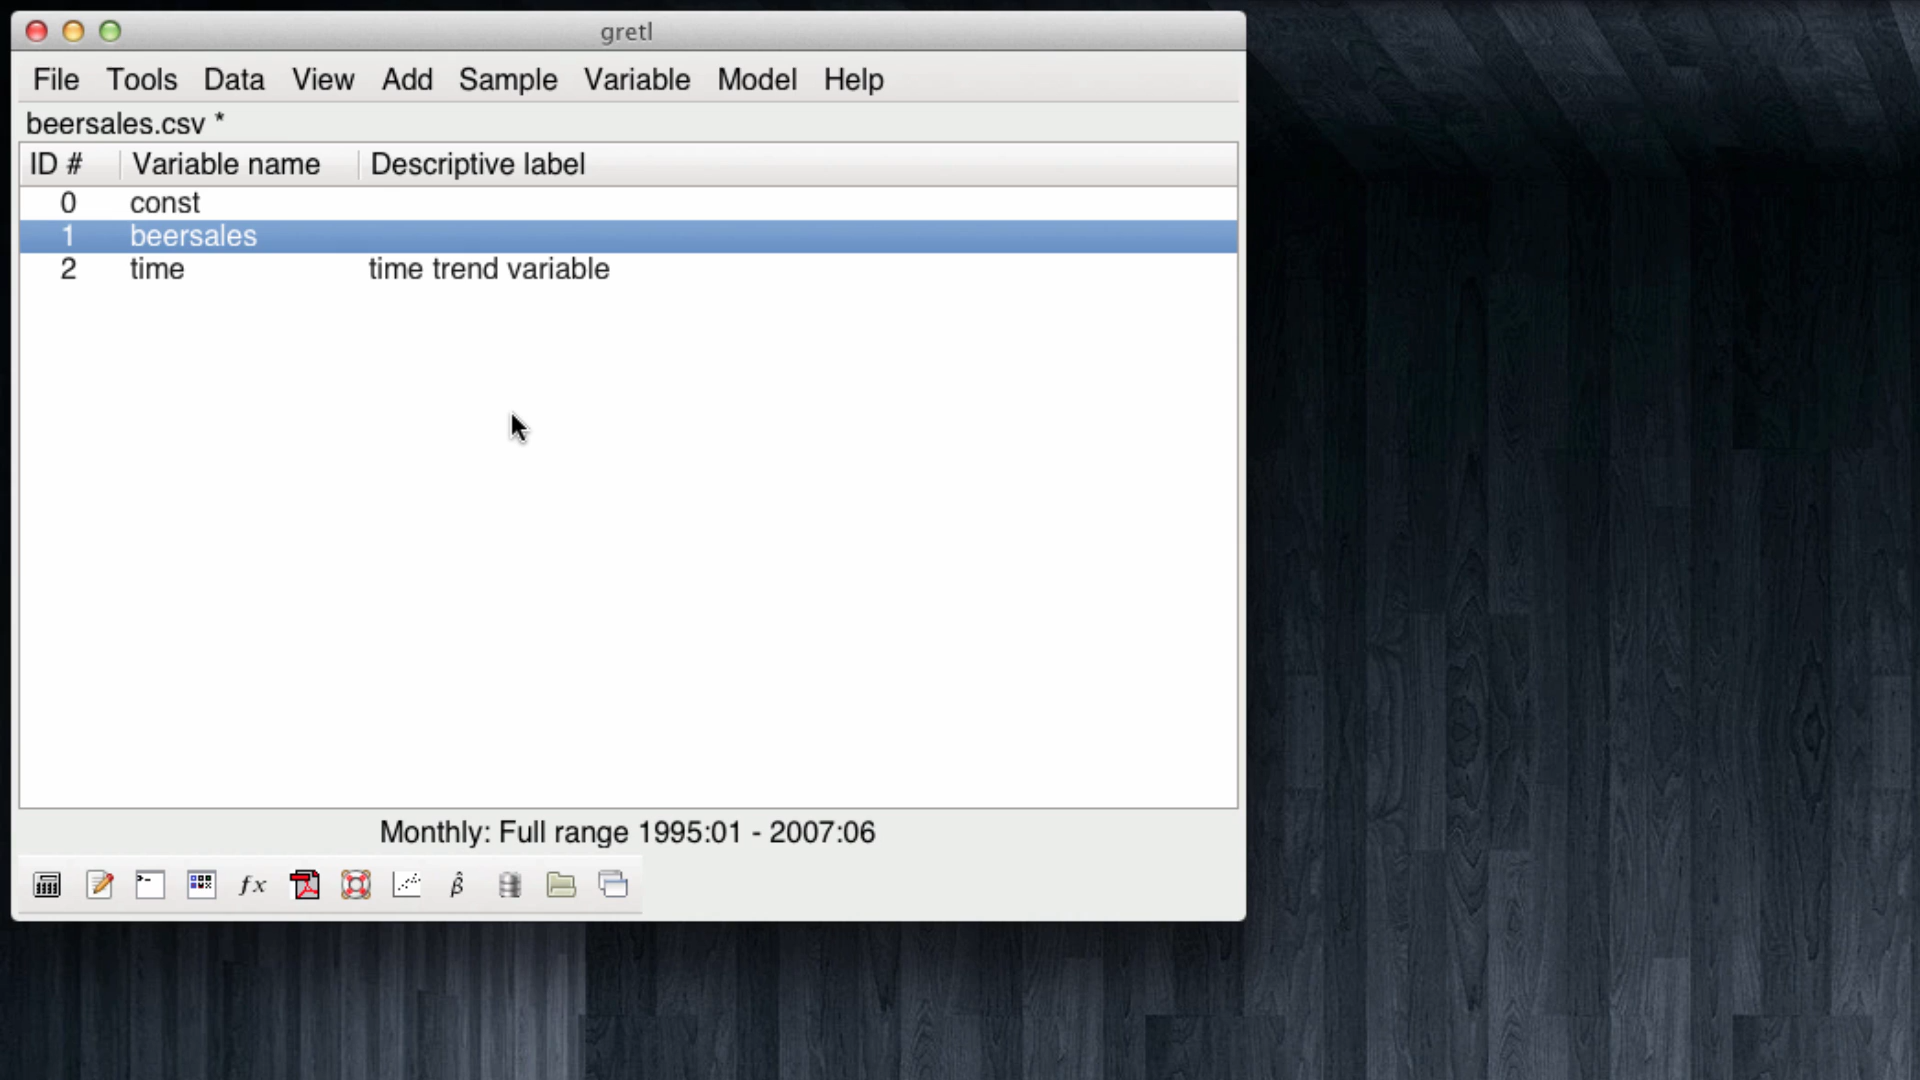 gretl
File Tools Data View Add Sample Variable Model Help
beersales.csv *
ID # Variable name Descriptive label
0 const
1 beersales
2 time time trend variable
Monthly: Full range 1995:01 - 2007:06
fx β̂